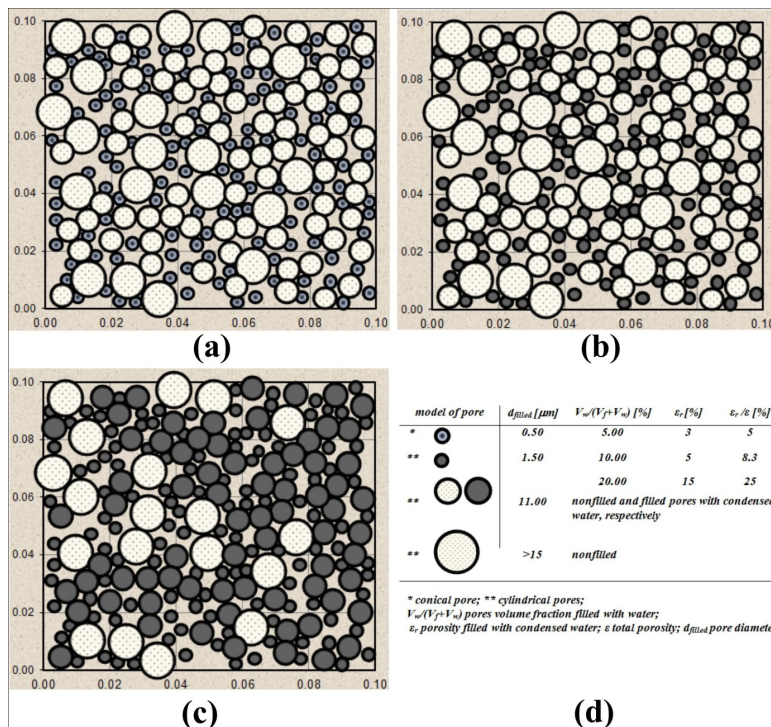 0.10 0.10
0.08 0.08
0.06 0.06
0.04 0.04
0.02 0.02
0.00 0.00
0.00 0.02 0.04 0.06 0.08 0.10 0.00 0.02 0.04 0.06 0.08 0.10
(a) (b)
0.10
0.08
0.06
0.04
0.02
0.00
0.00 0.02 0.04 0.06 0.08 0.10
(c)
model of pore d_filled [μm] V_w/(V_f+V_w) [%] ε_r [%] ε_r /ε [%]
* 0.50 5.00 3 5
** 1.50 10.00 5 8.3
20.00 15 25
** 11.00 nonfilled and filled pores with condensed
water, respectively
** >15 nonfilled
* conical pore; ** cylindrical pores;
V_w/(V_f+V_w) pores volume fraction filled with water;
ε_r porosity filled with condensed water; ε total porosity; d_filled pore diamete
(d)